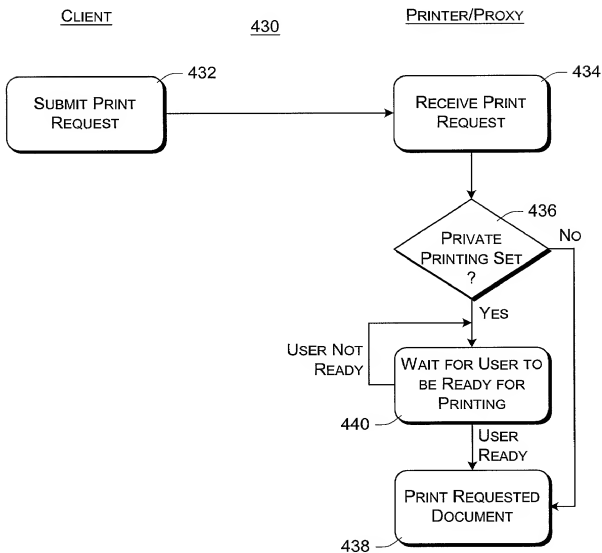 CLIENT
430
PRINTER/PROXY
432
434
SUBMIT PRINT
REQUEST
RECEIVE PRINT
REQUEST
436
PRIVATE
PRINTING SET
?
NO
YES
USER NOT
READY
WAIT FOR USER TO
BE READY FOR
PRINTING
440
USER
READY
PRINT REQUESTED
DOCUMENT
438